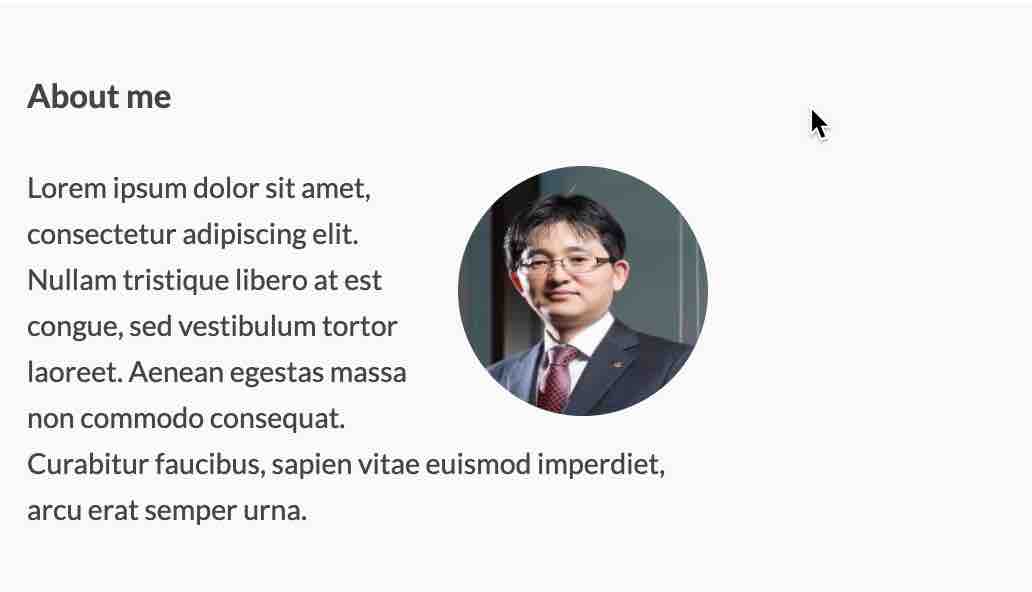 About me
Lorem ipsum dolor sit amet,
consectetur adipiscing elit.
Nullam tristique libero at est
congue, sed vestibulum tortor
laoreet. Aenean egestas massa
non commodo consequat.
Curabitur faucibus, sapien vitae euismod imperdiet,
arcu erat semper urna.